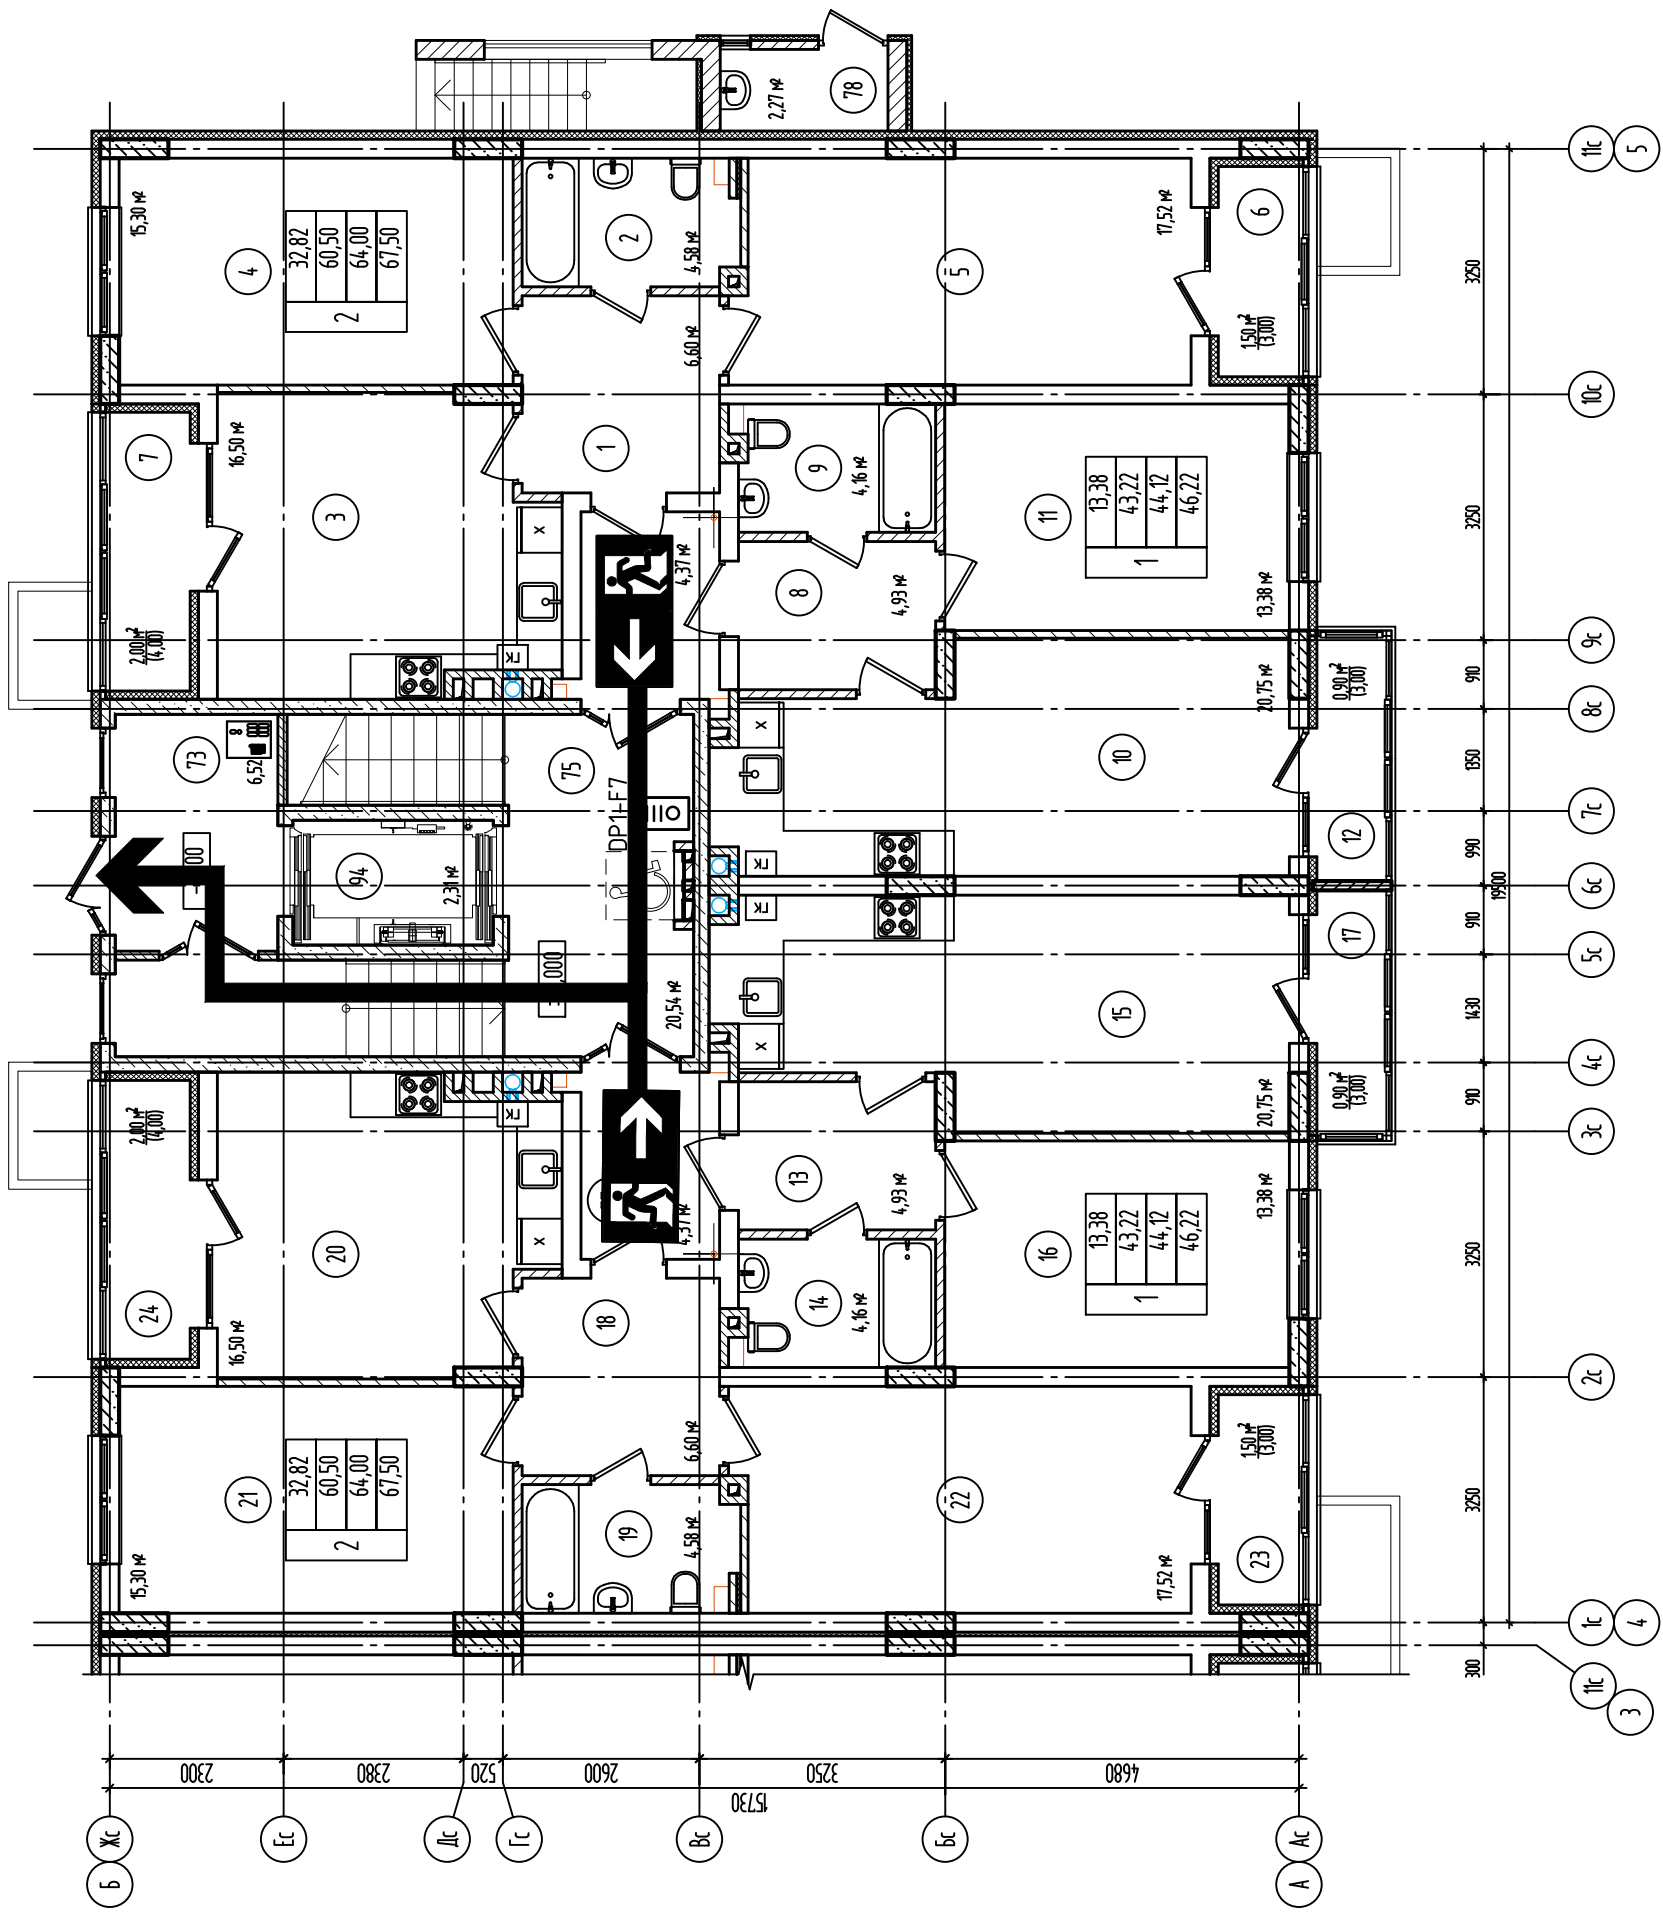 78
2,27 м²
11с
5
15,30 м²
4
2
32,82
60,50
64,00
67,50
2
4,58 м²
5
17,52 м²
6
1,50 м²
(3,00)
3250
10с
7
16,50 м²
3
1
6,60 м²
9
4,16 м²
11
1
13,38
43,22
44,12
46,22
13,38 м²
3250
2,00 м²
(4,00)
X
ГК
4,37 м²
8
4,93 м²
20,75 м²
0,90 м²
(3,00)
9с
910
8с
73
6,52
75
X
10
1350
7с
DP1-F7
12
990
94
2,31 м²
ГК
6с
19500
ГК
17
910
5с
,000
20,54 м²
15
1430
X
4с
24
2,00 м²
(4,00)
ГК
910
3с
20,75 м²
0,90 м²
(3,00)
20
16,50 м²
X
18
4,37 м²
13
4,93 м²
14
4,16 м²
16
1
13,38
43,22
44,12
46,22
13,38 м²
3250
2с
21
15,30 м²
2
32,82
60,50
64,00
67,50
6,60 м²
19
4,58 м²
22
17,52 м²
23
1,50 м²
(3,00)
3250
1с
4
300
11с
3
2300
2380
520
2600
3250
4680
15730
Жс
Б
Ес
Дс
Гс
Вс
Бс
Ас
А